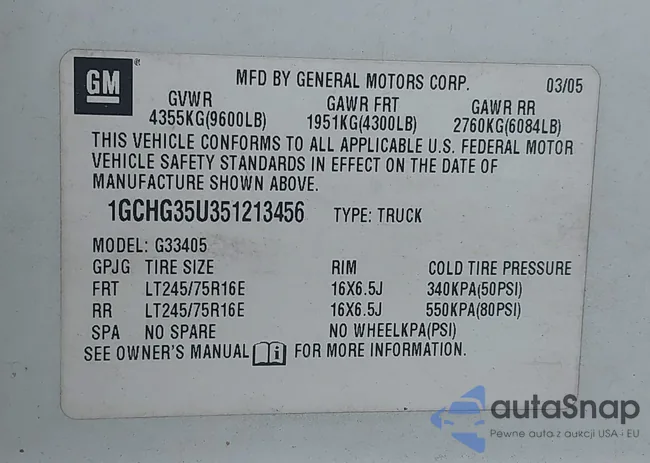 GM
®
MFD BY GENERAL MOTORS CORP. 03/05
GVWR GAWR FRT GAWR RR
4355KG(9600LB) 1951KG(4300LB) 2760KG(6084LB)
THIS VEHICLE CONFORMS TO ALL APPLICABLE U.S. FEDERAL MOTOR
VEHICLE SAFETY STANDARDS IN EFFECT ON THE DATE OF
MANUFACTURE SHOWN ABOVE.
1GCHG35U351213456 TYPE: TRUCK
MODEL: G33405
GPJG TIRE SIZE RIM COLD TIRE PRESSURE
FRT LT245/75R16E 16X6.5J 340KPA(50PSI)
RR LT245/75R16E 16X6.5J 550KPA(80PSI)
SPA NO SPARE NO WHEELKPA(PSI)
SEE OWNER'S MANUAL i FOR MORE INFORMATION.
autaSnap
Pewne auta z aukcji USA - EU